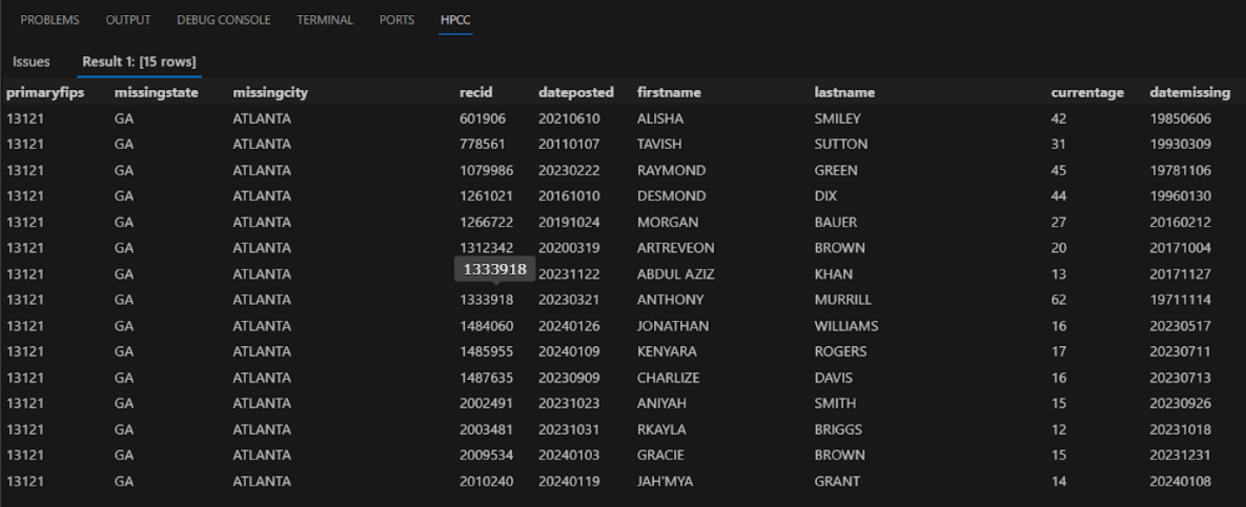 PROBLEMS OUTPUT DEBUG CONSOLE TERMINAL PORTS HPCC
Issues Result 1: [15 rows]
primaryfips missingstate missingcity recid dateposted firstname lastname currentage datemissing
13121 GA ATLANTA 601906 20210610 ALISHA SMILEY 42 19850606
13121 GA ATLANTA 778561 20110107 TAVISH SUTTON 31 19930309
13121 GA ATLANTA 1079986 20230222 RAYMOND GREEN 45 19781106
13121 GA ATLANTA 1261021 20161010 DESMOND DIX 44 19960130
13121 GA ATLANTA 1266722 20191024 MORGAN BAUER 27 20160212
13121 GA ATLANTA 1312342 20200319 ARTREVEON BROWN 20 20171004
13121 GA ATLANTA 1333918 20231122 ABDUL AZIZ KHAN 13 20171127
13121 GA ATLANTA 1333918 20230321 ANTHONY MURRILL 62 19711114
13121 GA ATLANTA 1484060 20240126 JONATHAN WILLIAMS 16 20230517
13121 GA ATLANTA 1485955 20240109 KENYARA ROGERS 17 20230711
13121 GA ATLANTA 1487635 20230909 CHARLIZE DAVIS 16 20230713
13121 GA ATLANTA 2002491 20231023 ANIYAH SMITH 15 20230926
13121 GA ATLANTA 2003481 20231031 RKAYLA BRIGGS 12 20231018
13121 GA ATLANTA 2009534 20240103 GRACIE BROWN 15 20231231
13121 GA ATLANTA 2010240 20240119 JAH'MYA GRANT 14 20240108